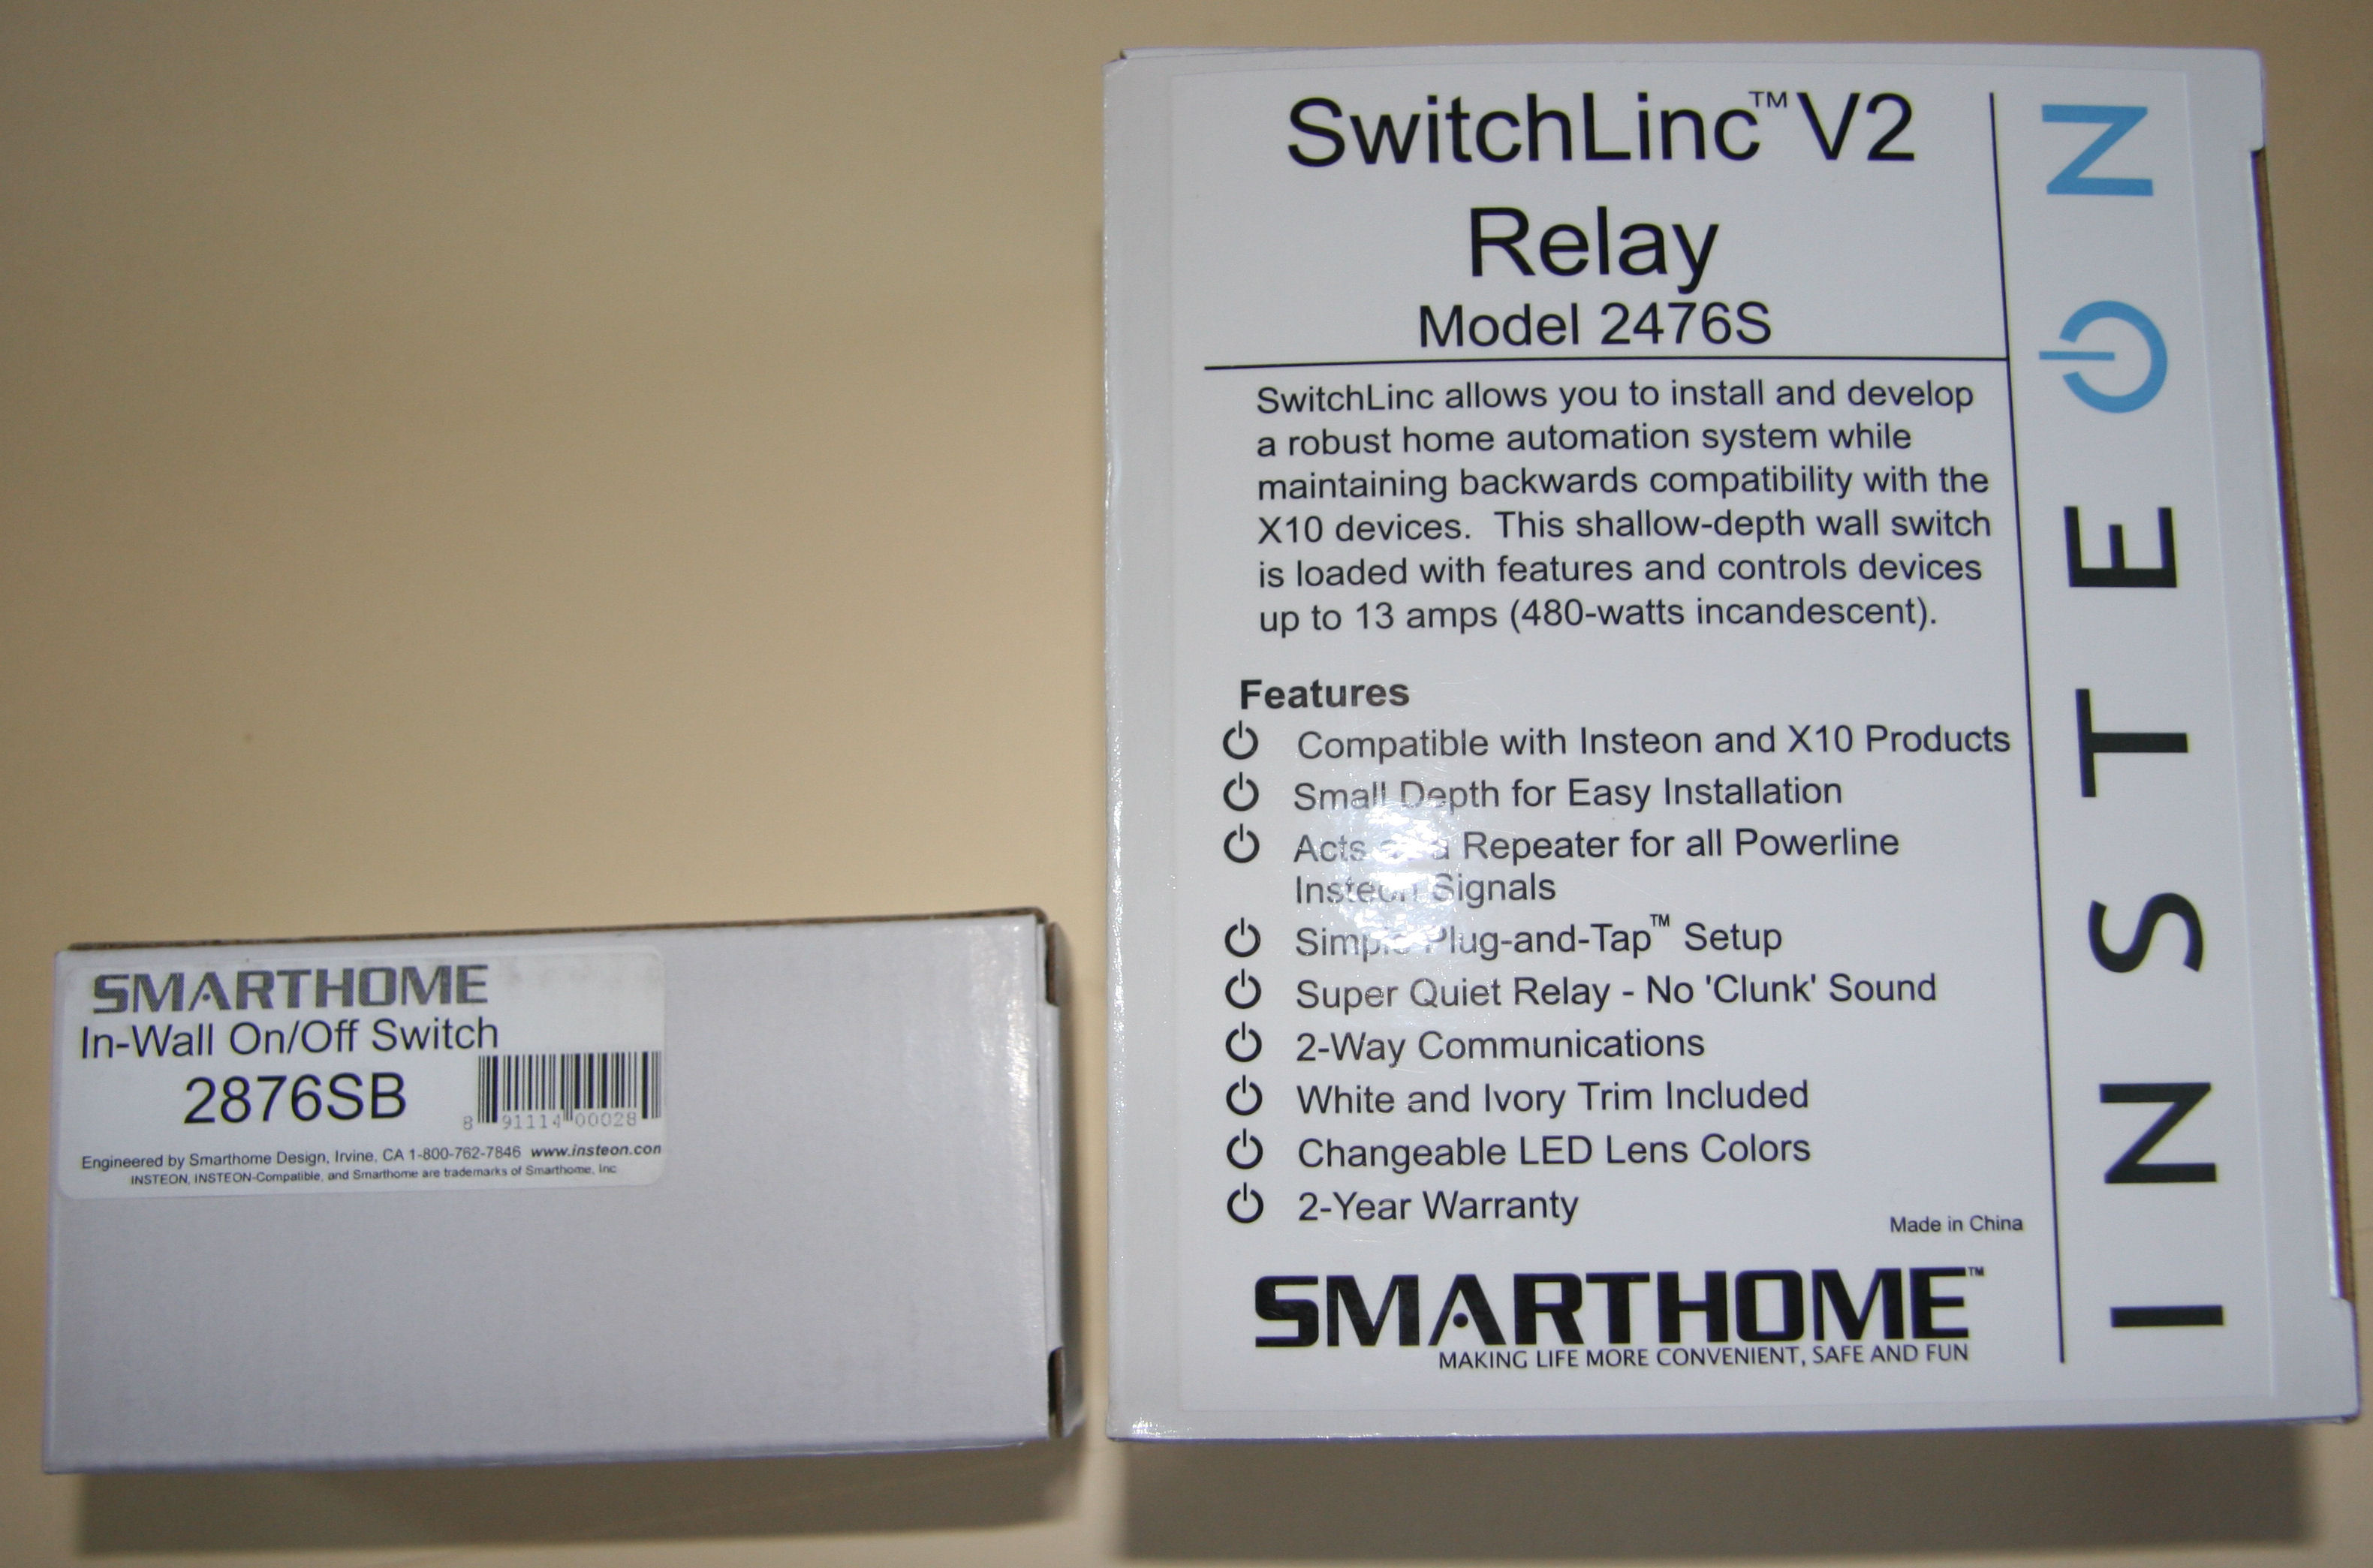 SMARTHOME
In-Wall On/Off Switch
2876SB
8 91114 00028
Engineered by Smarthome Design, Irvine, CA 1-800-762-7846 www.insteon.con
INSTEON, INSTEON-Compatible, and Smarthome are trademarks of Smarthome, Inc
SwitchLinc™ V2
Relay
Model 2476S
SwitchLinc allows you to install and develop
a robust home automation system while
maintaining backwards compatibility with the
X10 devices. This shallow-depth wall switch
is loaded with features and controls devices
up to 13 amps (480-watts incandescent).
Features
Compatible with Insteon and X10 Products
Small Depth for Easy Installation
Acts a Repeater for all Powerline
Insteon Signals
Simple Plug-and-Tap™ Setup
Super Quiet Relay - No 'Clunk' Sound
2-Way Communications
White and Ivory Trim Included
Changeable LED Lens Colors
2-Year Warranty
Made in China
SMARTHOME™
MAKING LIFE MORE CONVENIENT, SAFE AND FUN
INSTEON